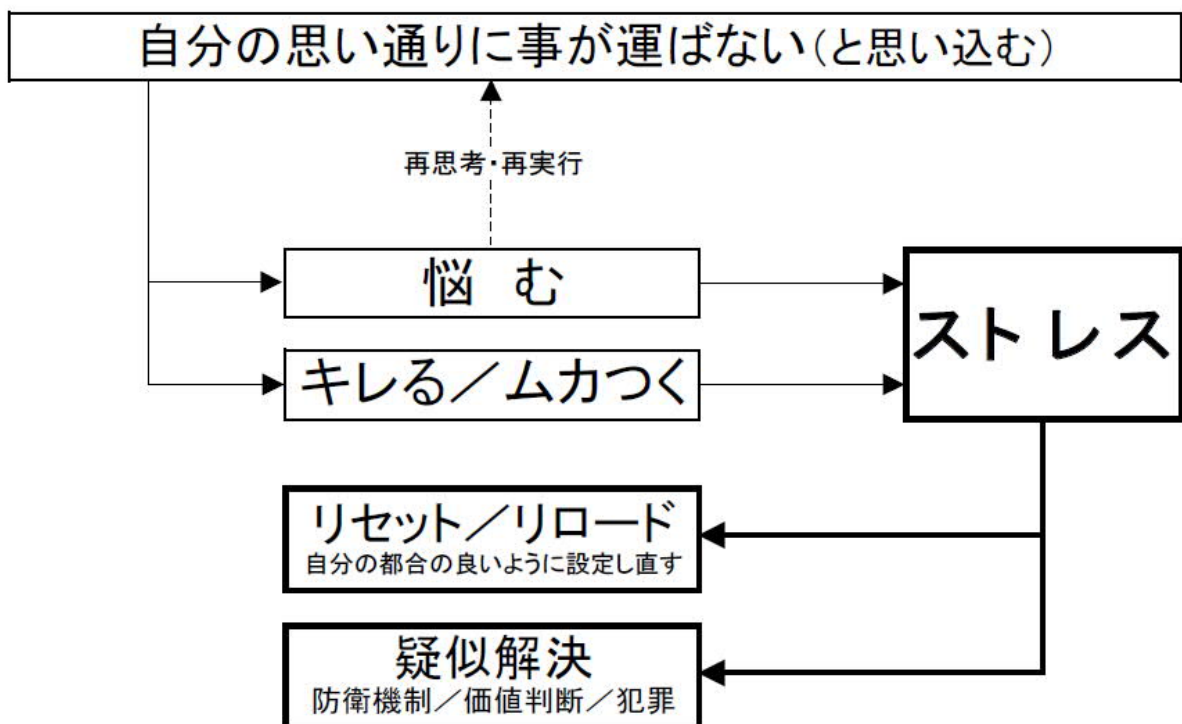 自分の思い通りに事が運ばない(と思い込む)
再思考・再実行
悩 む
キレる／ムカつく
ストレス
リセット／リロード
自分の都合の良いように設定し直す
疑似解決
防衛機制／価値判断／犯罪